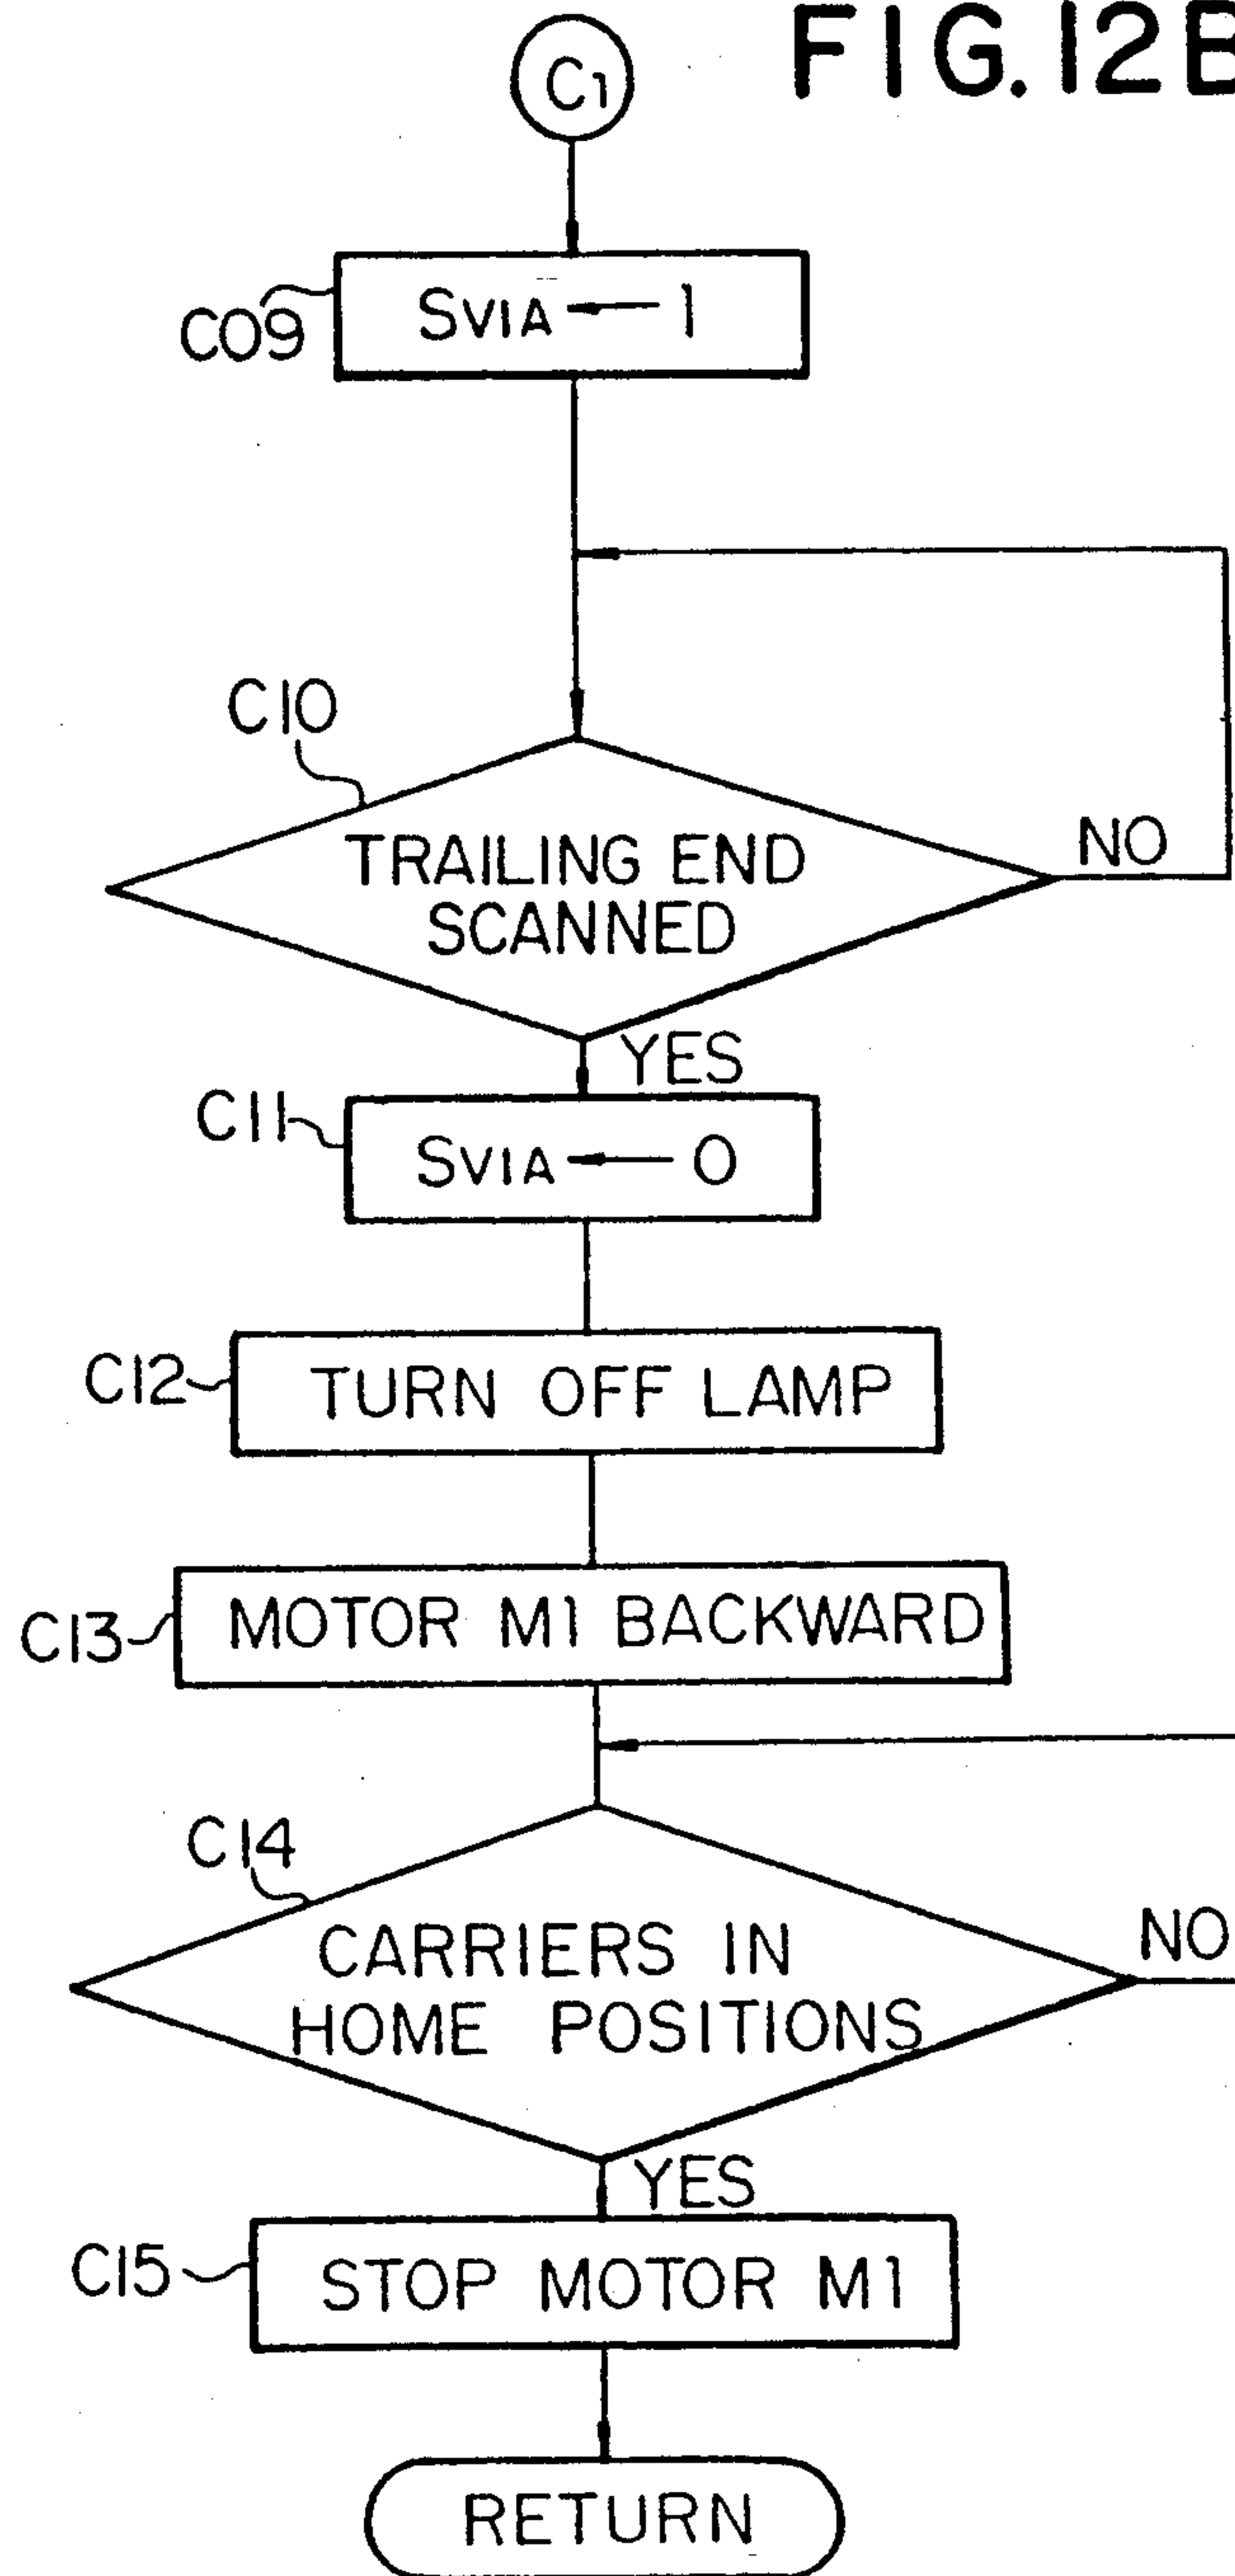 FIG. 12B
C1
C09
SVIA ← 1
C10
TRAILING END
SCANNED
NO
YES
C11
SVIA ← 0
C12
TURN OFF LAMP
C13
MOTOR M1 BACKWARD
C14
CARRIERS IN
HOME POSITIONS
NO
YES
C15
STOP MOTOR M1
RETURN